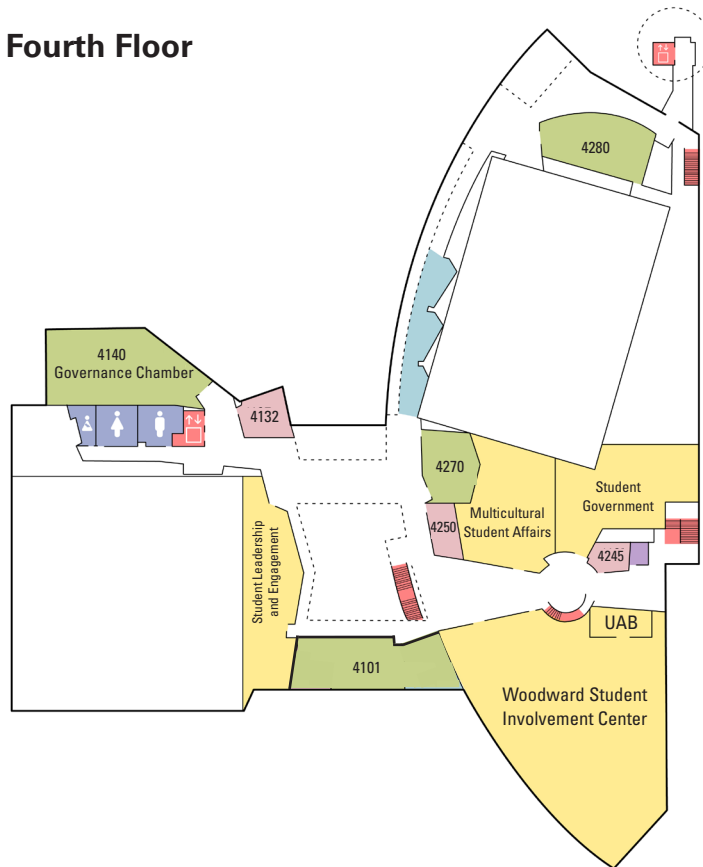 Fourth Floor
4280
4140
Governance Chamber
4132
4270
4250
Multicultural
Student Affairs
Student
Government
4245
Student Leadership
and Engagement
UAB
4101
Woodward Student
Involvement Center